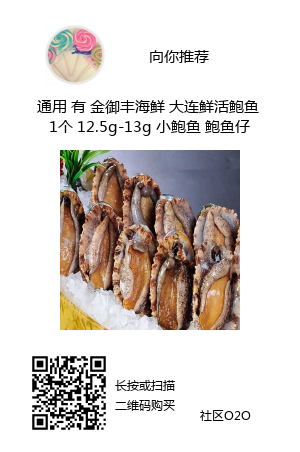 向你推荐
通用 有 金御丰海鲜 大连鲜活鲍鱼
1个 12.5g-13g 小鲍鱼 鲍鱼仔
长按或扫描
二维码购买
社区O2O